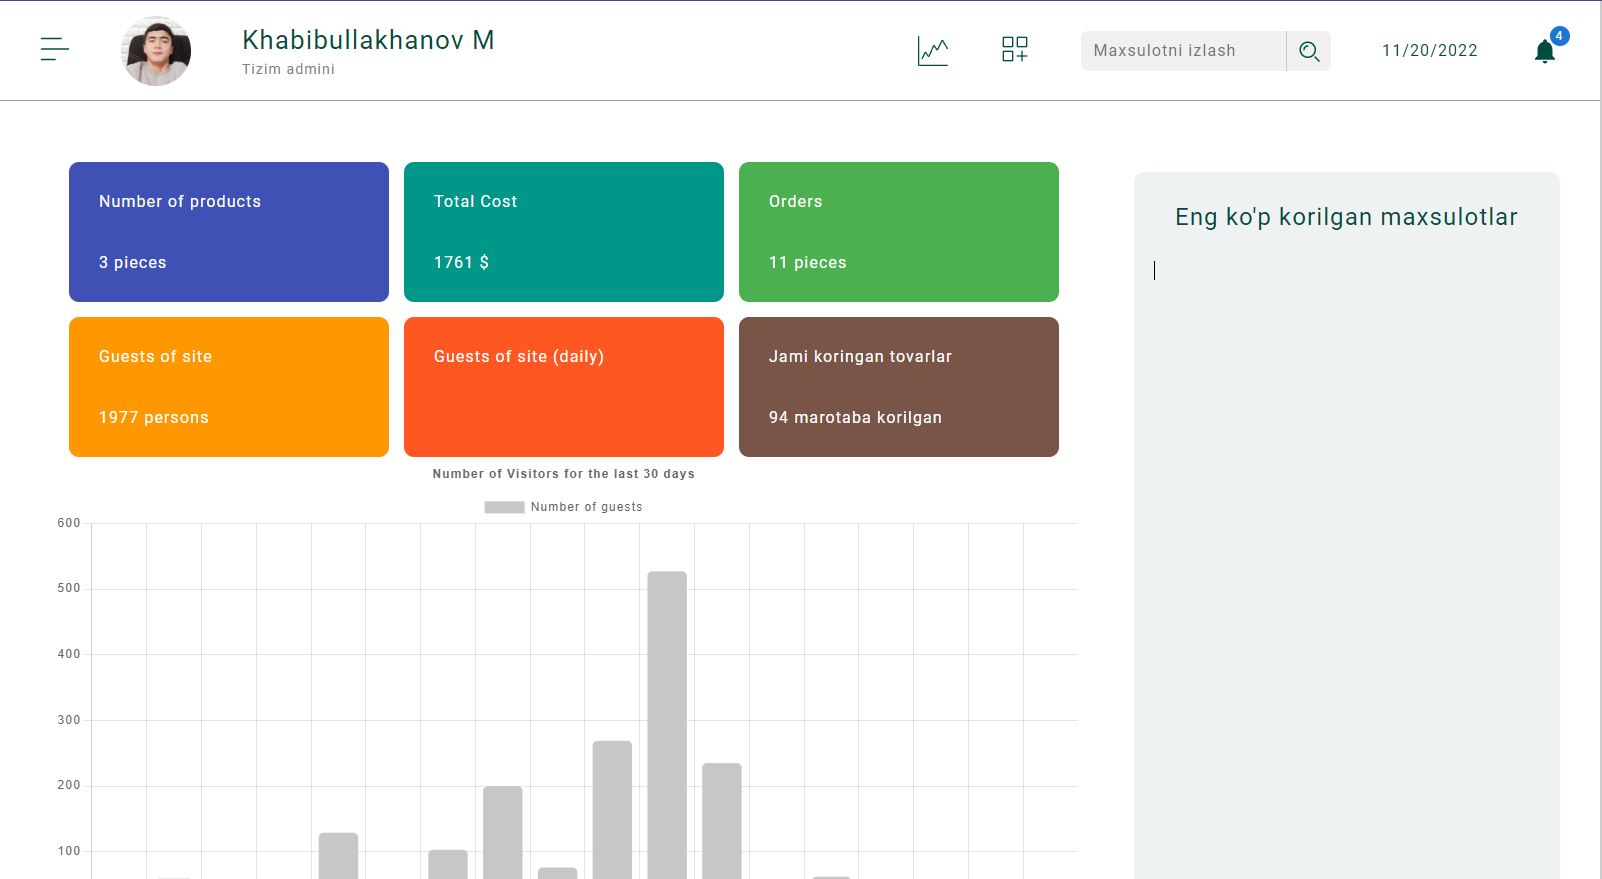 Khabibullakhanov M
Tizim admini
Maxsulotni izlash
11/20/2022
4
Number of products
3 pieces
Total Cost
1761 $
Orders
11 pieces
Guests of site
1977 persons
Guests of site (daily)
Jami koringan tovarlar
94 marotaba korilgan
Eng ko'p korilgan maxsulotlar
Number of Visitors for the last 30 days
Number of guests
600
500
400
300
200
100